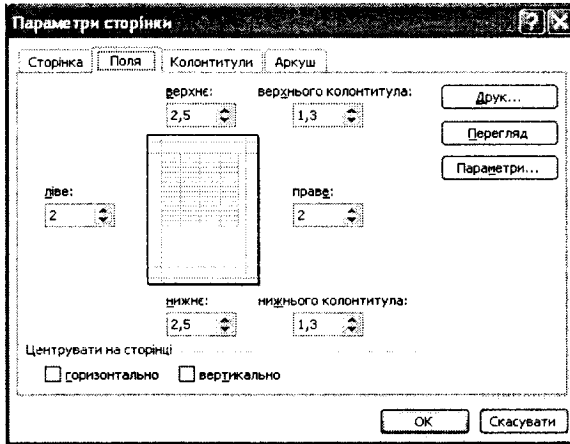 Параметри сторінки
Сторінка Поля Колонтитули Аркуш
верхнє: верхнього колонтитула:
2,5 1,3
Друк...
Перегляд
Параметри...
ліве: праве:
2 2
нижнє: нижнього колонтитула:
2,5 1,3
Центрувати на сторінці
горизонтально вертикально
OK Скасувати